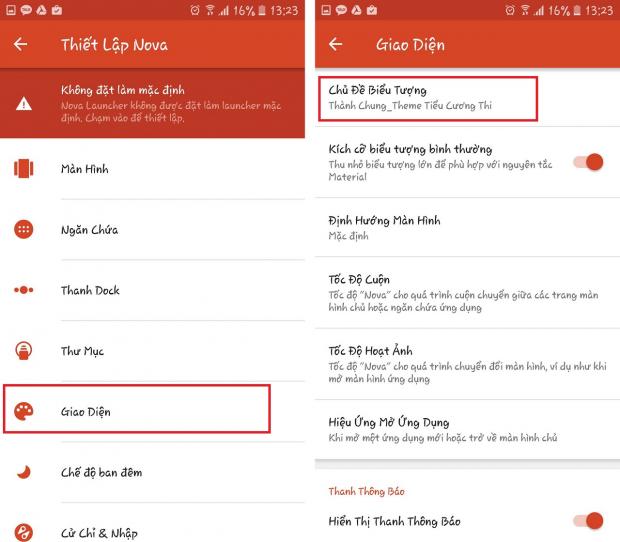 16% 13:23
Thiết Lập Nova
Không đặt làm mặc định
Nova Launcher không được đặt làm launcher mặc
định. Chạm vào để thiết lập.
Màn Hình
Ngăn Chứa
Thanh Dock
Thư Mục
Giao Diện
Chế độ ban đêm
Cử Chỉ & Nhập
16% 13:23
Giao Diện
Chủ Đề Biểu Tượng
Thành Chung_Theme Tiểu Cương Thi
Kích cỡ biểu tượng bình thường
Thu nhỏ biểu tượng lớn để phù hợp với nguyên tắc
Material
Định Hướng Màn Hình
Mặc định
Tốc Độ Cuộn
Tốc độ "Nova" cho quá trình cuộn chuyển giữa các trang màn
hình chủ hoặc ngăn chứa ứng dụng
Tốc Độ Hoạt Ảnh
Tốc độ "Nova" cho quá trình chuyển đổi màn hình, ví dụ như khi
mở màn hình ứng dụng
Hiệu Ứng Mở Ứng Dụng
Khi mở một ứng dụng mới hoặc trở về màn hình chủ
Thanh Thông Báo
Hiển Thị Thanh Thông Báo